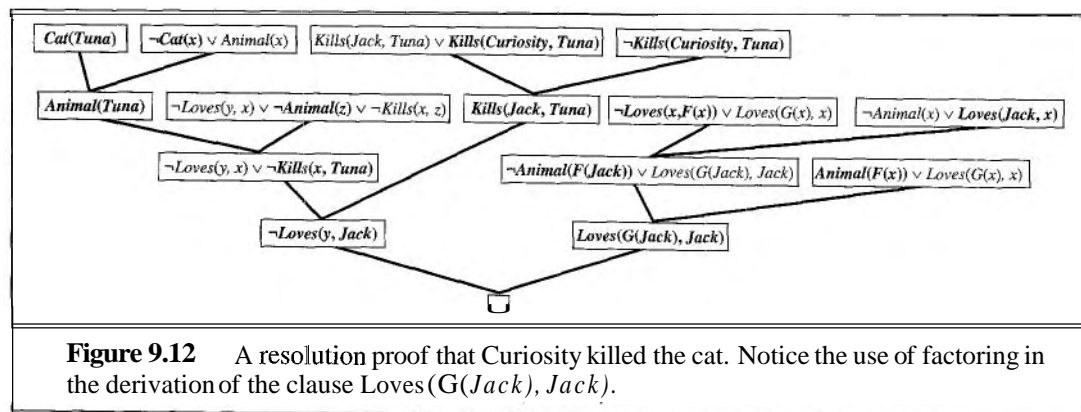 Cat(Tuna) ¬Cat(x) ∨ Animal(x) Kills(Jack, Tuna) ∨ Kills(Curiosity, Tuna) ¬Kills(Curiosity, Tuna)
Animal(Tuna) ¬Loves(y, x) ∨ ¬Animal(z) ∨ ¬Kills(x, z) Kills(Jack, Tuna) ¬Loves(x,F(x)) ∨ Loves(G(x), x) ¬Animal(x) ∨ Loves(Jack, x)
¬Loves(y, x) ∨ ¬Kills(x, Tuna) ¬Animal(F(Jack)) ∨ Loves(G(Jack), Jack) Animal(F(x)) ∨ Loves(G(x), x)
¬Loves(y, Jack) Loves(G(Jack), Jack)
Figure 9.12 A resolution proof that Curiosity killed the cat. Notice the use of factoring in
the derivation of the clause Loves(G(Jack), Jack).